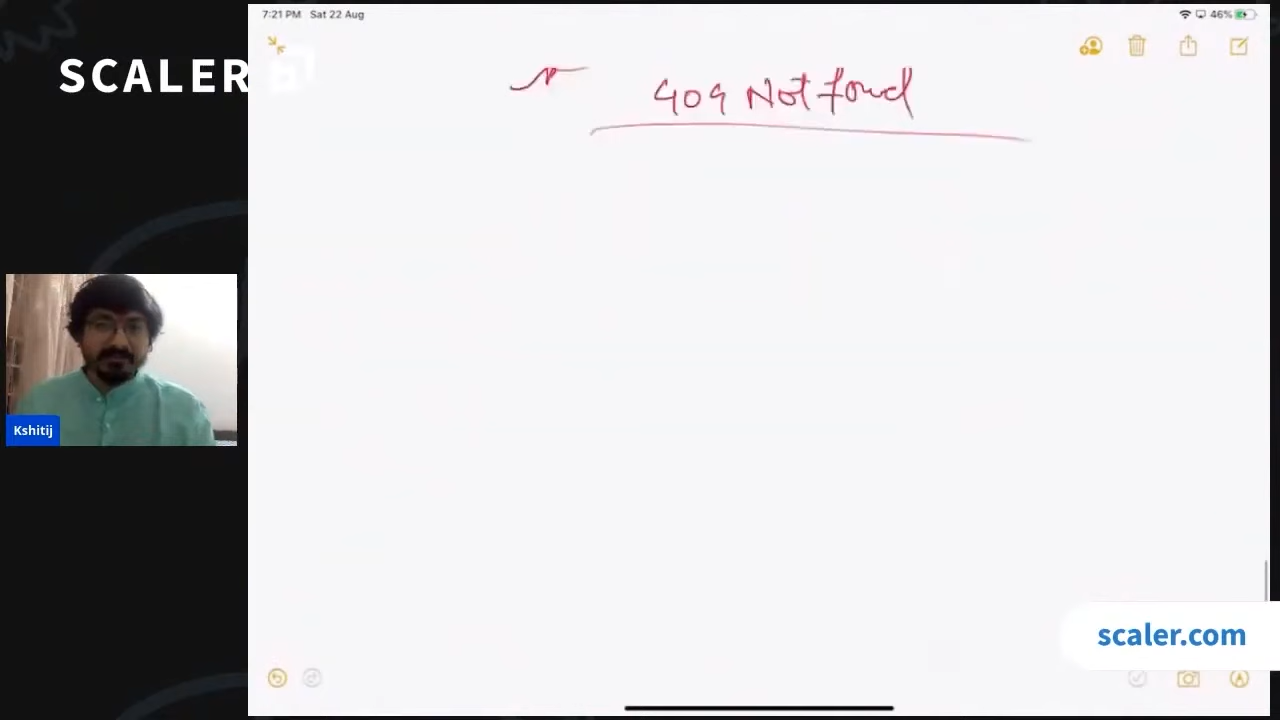 7:21 PM Sat 22 Aug
46%
SCALER
404 Not Found
Kshitij
scaler.com